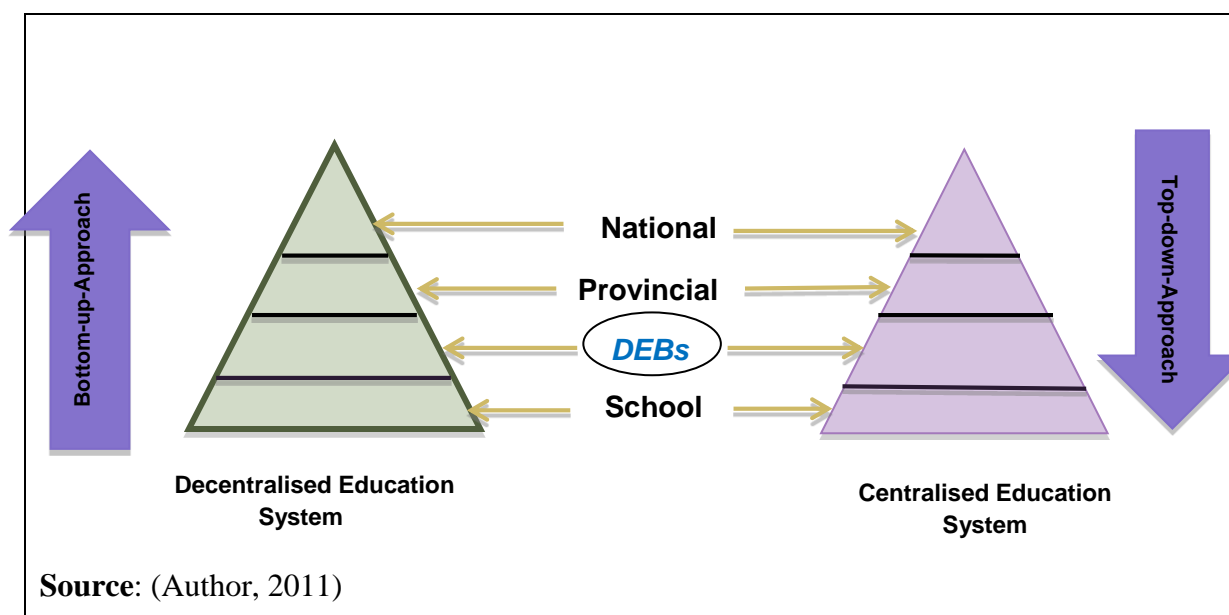 Bottom-up-Approach
Top-down-Approach
National
Provincial
DEBs
School
Decentralised Education
System
Centralised Education
System
Source: (Author, 2011)